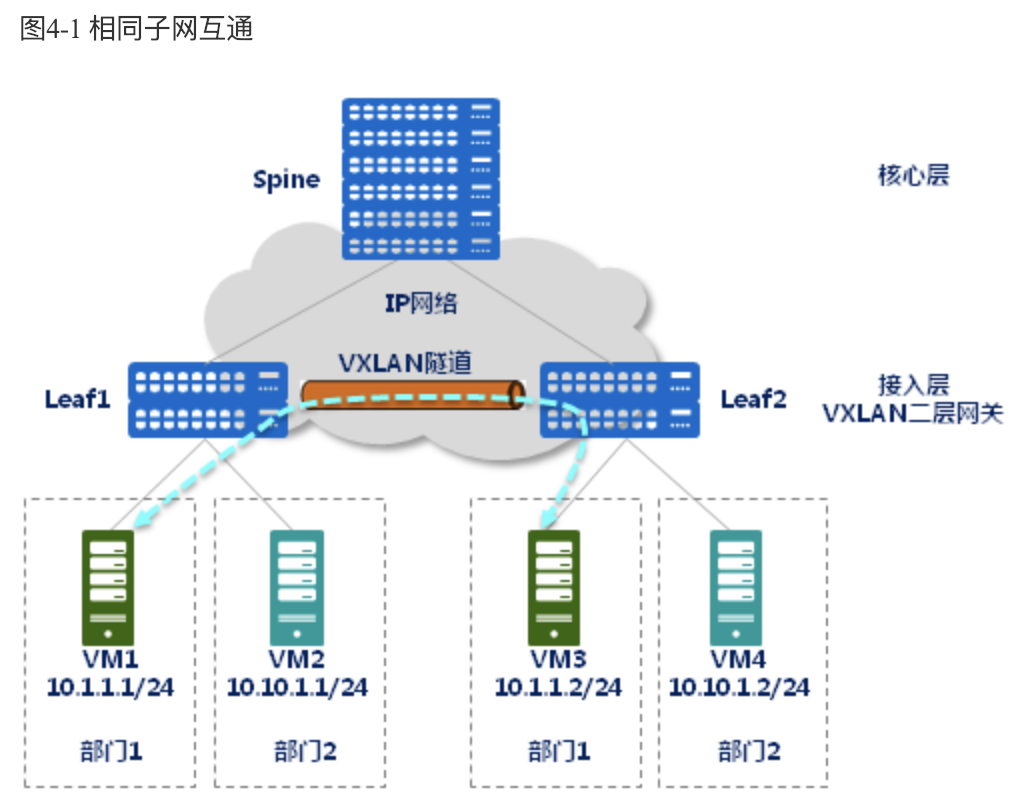 图4-1 相同子网互通
Spine
核心层
IP网络
VXLAN隧道
Leaf1
Leaf2
接入层
VXLAN二层网关
VM1
10.1.1.1/24
部门1
VM2
10.10.1.1/24
部门2
VM3
10.1.1.2/24
部门1
VM4
10.10.1.2/24
部门2